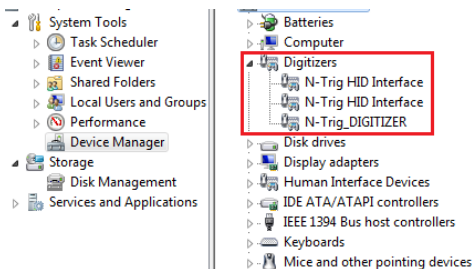 System Tools
Task Scheduler
Event Viewer
Shared Folders
Local Users and Groups
Performance
Device Manager
Storage
Disk Management
Services and Applications
Batteries
Computer
Digitizers
N-Trig HID Interface
N-Trig HID Interface
N-Trig_DIGITIZER
Disk drives
Display adapters
Human Interface Devices
IDE ATA/ATAPI controllers
IEEE 1394 Bus host controllers
Keyboards
Mice and other pointing devices